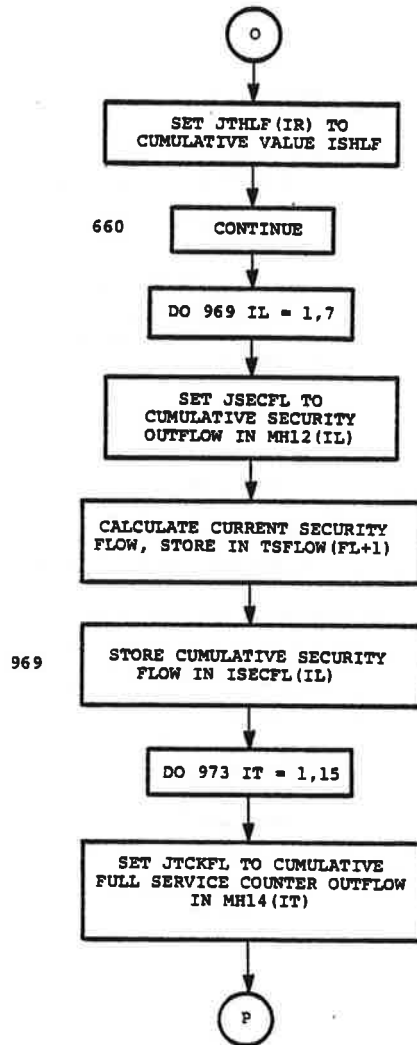 O
SET JTHLF(IR) TO
CUMULATIVE VALUE ISHLF
660 CONTINUE
DO 969 IL = 1,7
SET JSECFL TO
CUMULATIVE SECURITY
OUTFLOW IN MH12(IL)
CALCULATE CURRENT SECURITY
FLOW, STORE IN TSFLOW(FL+1)
969 STORE CUMULATIVE SECURITY
FLOW IN ISECFL(IL)
DO 973 IT = 1,15
SET JTCKFL TO CUMULATIVE
FULL SERVICE COUNTER OUTFLOW
IN MH14(IT)
P